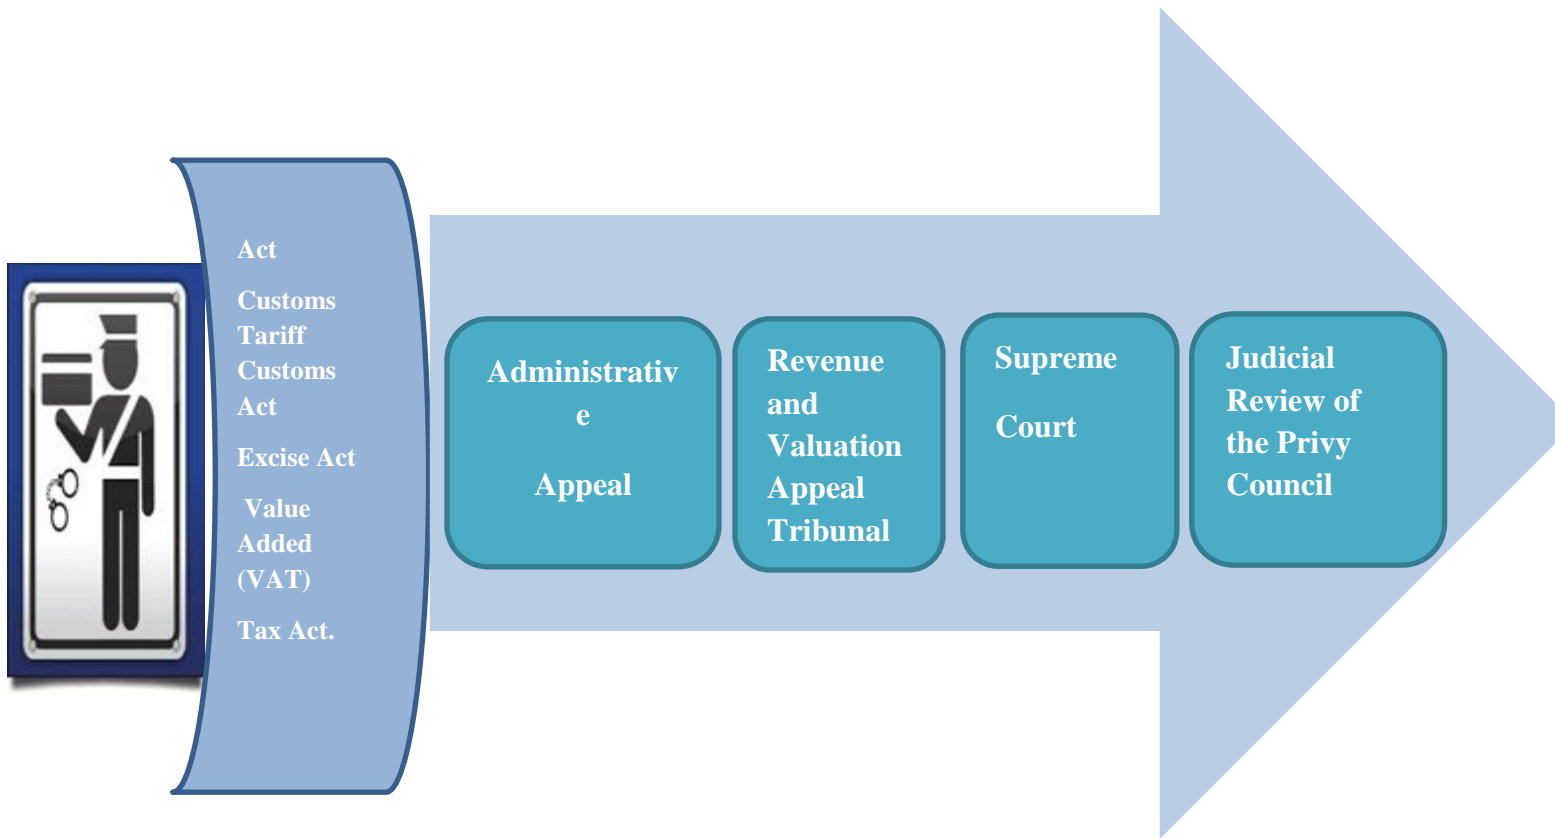 Act
Customs
Tariff
Customs
Act
Excise Act
Value
Added
(VAT)
Tax Act.
Administrativ
e
Appeal
Revenue
and
Valuation
Appeal
Tribunal
Supreme
Court
Judicial
Review of
the Privy
Council